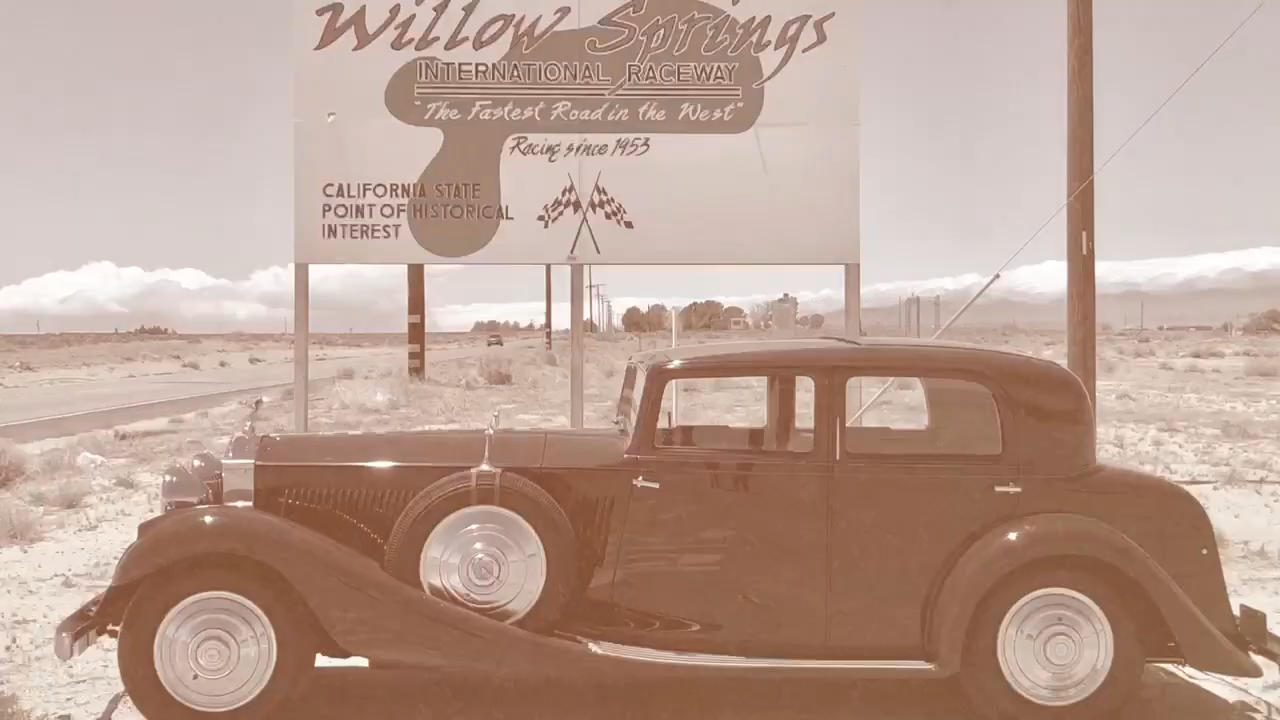 Willow Springs
INTERNATIONAL RACEWAY
"The Fastest Road in the West"
Racing since 1953
CALIFORNIA STATE
POINT OF HISTORICAL
INTEREST